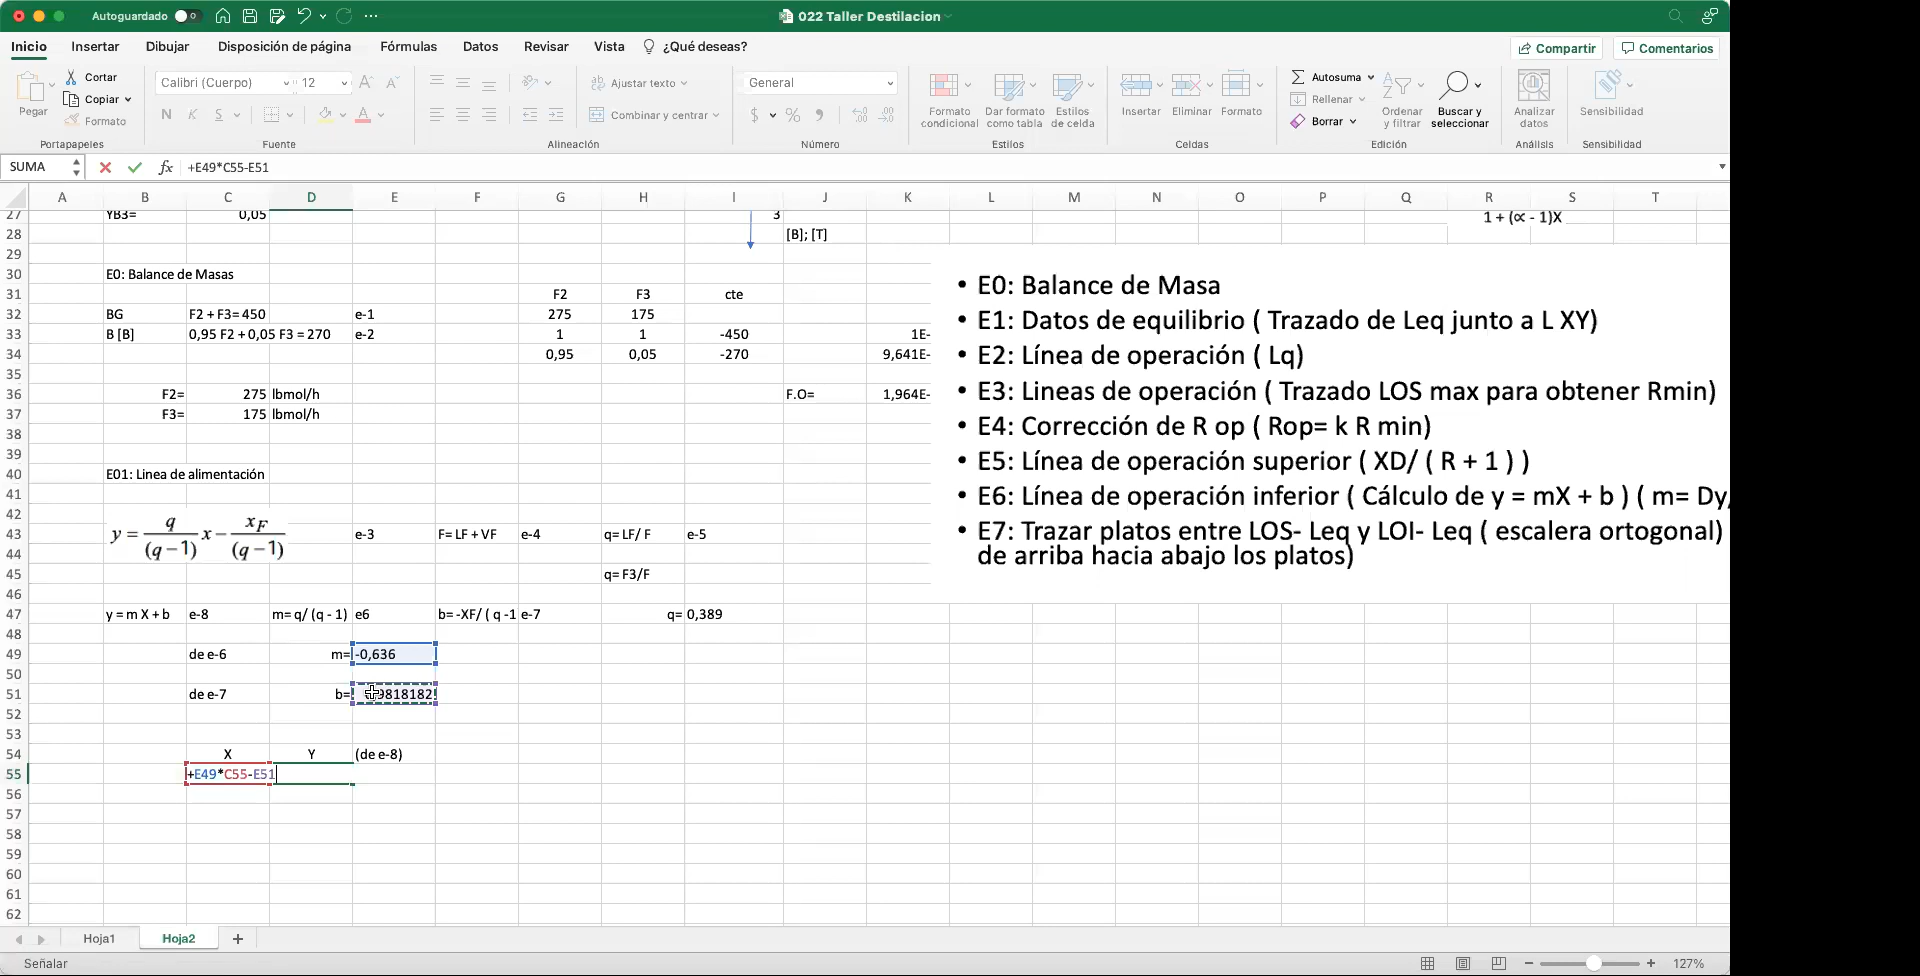 Autoguardado
022 Taller Destilacion
Inicio Insertar Dibujar Disposición de página Fórmulas Datos Revisar Vista ¿Qué deseas? Compartir Comentarios
Pegar Cortar Copiar Formato
Calibri (Cuerpo) 12
N K S
Ajustar texto
Combinar y centrar
General
$ %
Formato condicional
Dar formato como tabla
Estilos de celda
Insertar Eliminar Formato
Autosuma
Rellenar
Borrar
Ordenar y filtrar
Buscar y seleccionar
Analizar datos
Sensibilidad
Portapapeles Fuente Alineación Número Estilos Celdas Edición Análisis Sensibilidad
SUMA fx +E49*C55-E51
A B C D E F G H I J K L M N O P Q R S T
27 YB3= 0,05 3 1 + (∝ - 1)X
28 [B]; [T]
29
30 E0: Balance de Masas
31 F2 F3 cte
32 BG F2 + F3= 450 e-1 275 175
33 B [B] 0,95 F2 + 0,05 F3 = 270 e-2 1 1 -450 1E-
34 0,95 0,05 -270 9,641E-
35
36 F2= 275 lbmol/h F.O= 1,964E-
37 F3= 175 lbmol/h
38
39
40 E01: Linea de alimentación
41
42
43 y = q/(q−1) x − xF/(q−1) e-3 F= LF + VF e-4 q= LF/ F e-5
44
45 q= F3/F
46
47 y = m X + b e-8 m= q/ (q - 1) e6 b= -XF/ ( q -1 e-7 q= 0,389
48
49 de e-6 m= -0,636
50
51 de e-7 b= 9818182
52
53
54 X Y (de e-8)
55 +E49*C55-E51
56
57
58
59
60
61
62
• E0: Balance de Masa
• E1: Datos de equilibrio ( Trazado de Leq junto a L XY)
• E2: Línea de operación ( Lq)
• E3: Lineas de operación ( Trazado LOS max para obtener Rmin)
• E4: Corrección de R op ( Rop= k R min)
• E5: Línea de operación superior ( XD/ ( R + 1 ) )
• E6: Línea de operación inferior ( Cálculo de y = mX + b ) ( m= Dy/
• E7: Trazar platos entre LOS- Leq y LOI- Leq ( escalera ortogonal)
de arriba hacia abajo los platos)
Hoja1 Hoja2 +
Señalar 127%